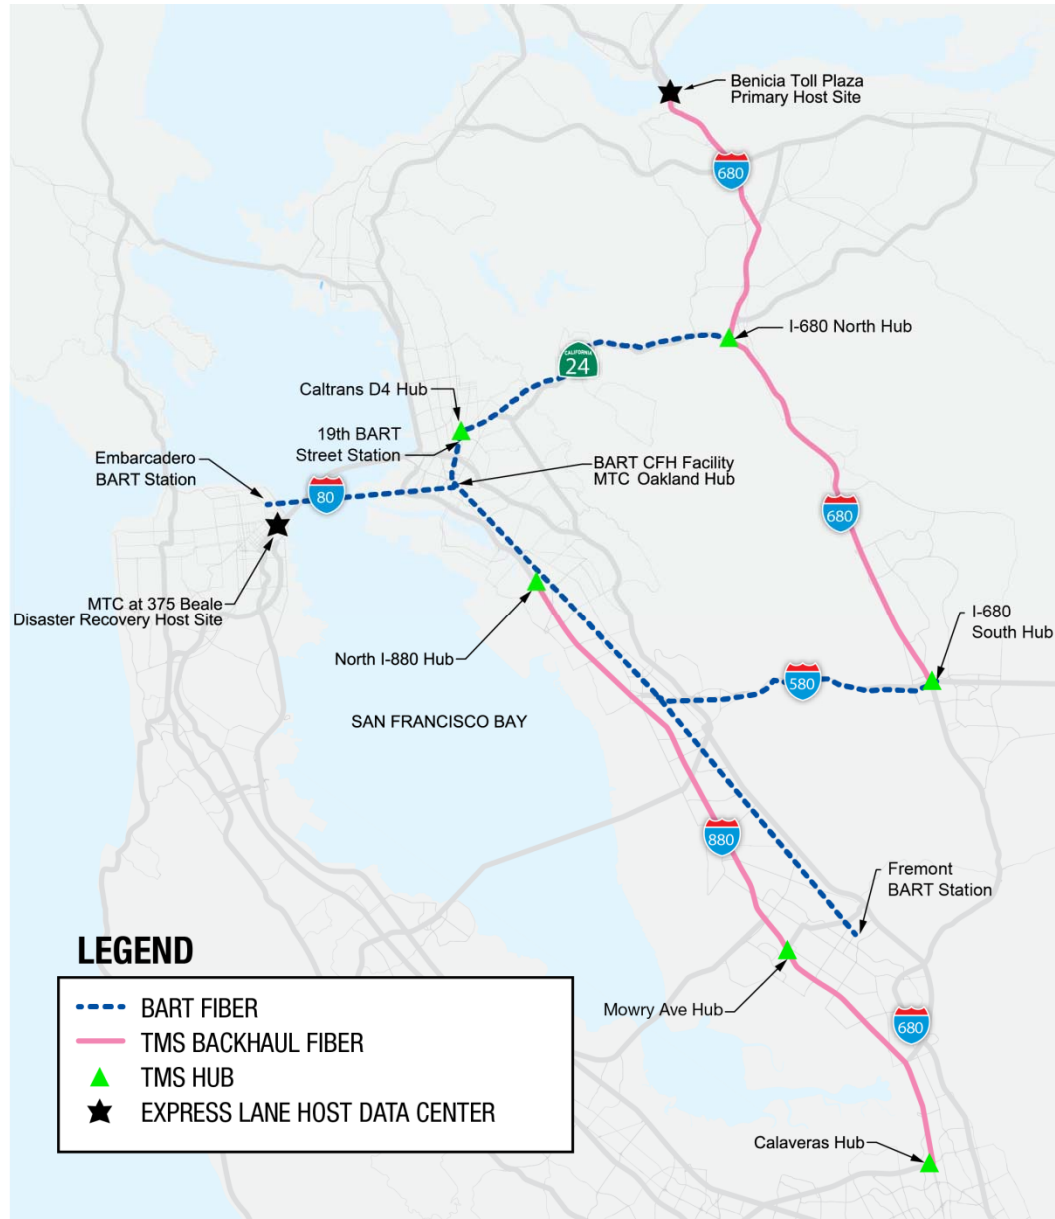 Benicia Toll Plaza
Primary Host Site
680
I-680 North Hub
CALIFORNIA
24
Caltrans D4 Hub
19th BART
Street Station
Embarcadero
BART Station
BART CFH Facility
MTC Oakland Hub
80
680
MTC at 375 Beale
Disaster Recovery Host Site
I-680
South Hub
North I-880 Hub
580
SAN FRANCISCO BAY
880
Fremont
BART Station
LEGEND
BART FIBER
TMS BACKHAUL FIBER
TMS HUB
EXPRESS LANE HOST DATA CENTER
Mowry Ave Hub
680
Calaveras Hub